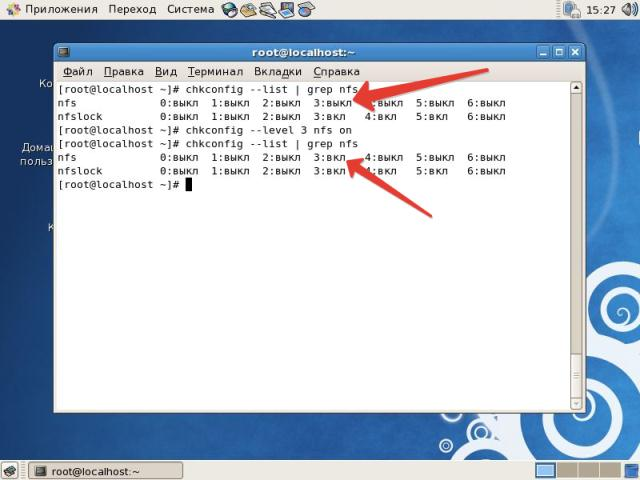 Приложения Переход Система 15:27
root@localhost:~
Файл Правка Вид Терминал Вкладки Справка
[root@localhost ~]# chkconfig --list | grep nfs
nfs 0:выкл 1:выкл 2:выкл 3:выкл :выкл 5:выкл 6:выкл
nfslock 0:выкл 1:выкл 2:выкл 3:вкл 4:вкл 5:вкл 6:выкл
[root@localhost ~]# chkconfig --level 3 nfs on
[root@localhost ~]# chkconfig --list | grep nfs
nfs 0:выкл 1:выкл 2:выкл 3:вкл 4:выкл 5:выкл 6:выкл
nfslock 0:выкл 1:выкл 2:выкл 3:вкл 4:вкл 5:вкл 6:выкл
[root@localhost ~]#
Ко
Домаш
польз
К
root@localhost:~